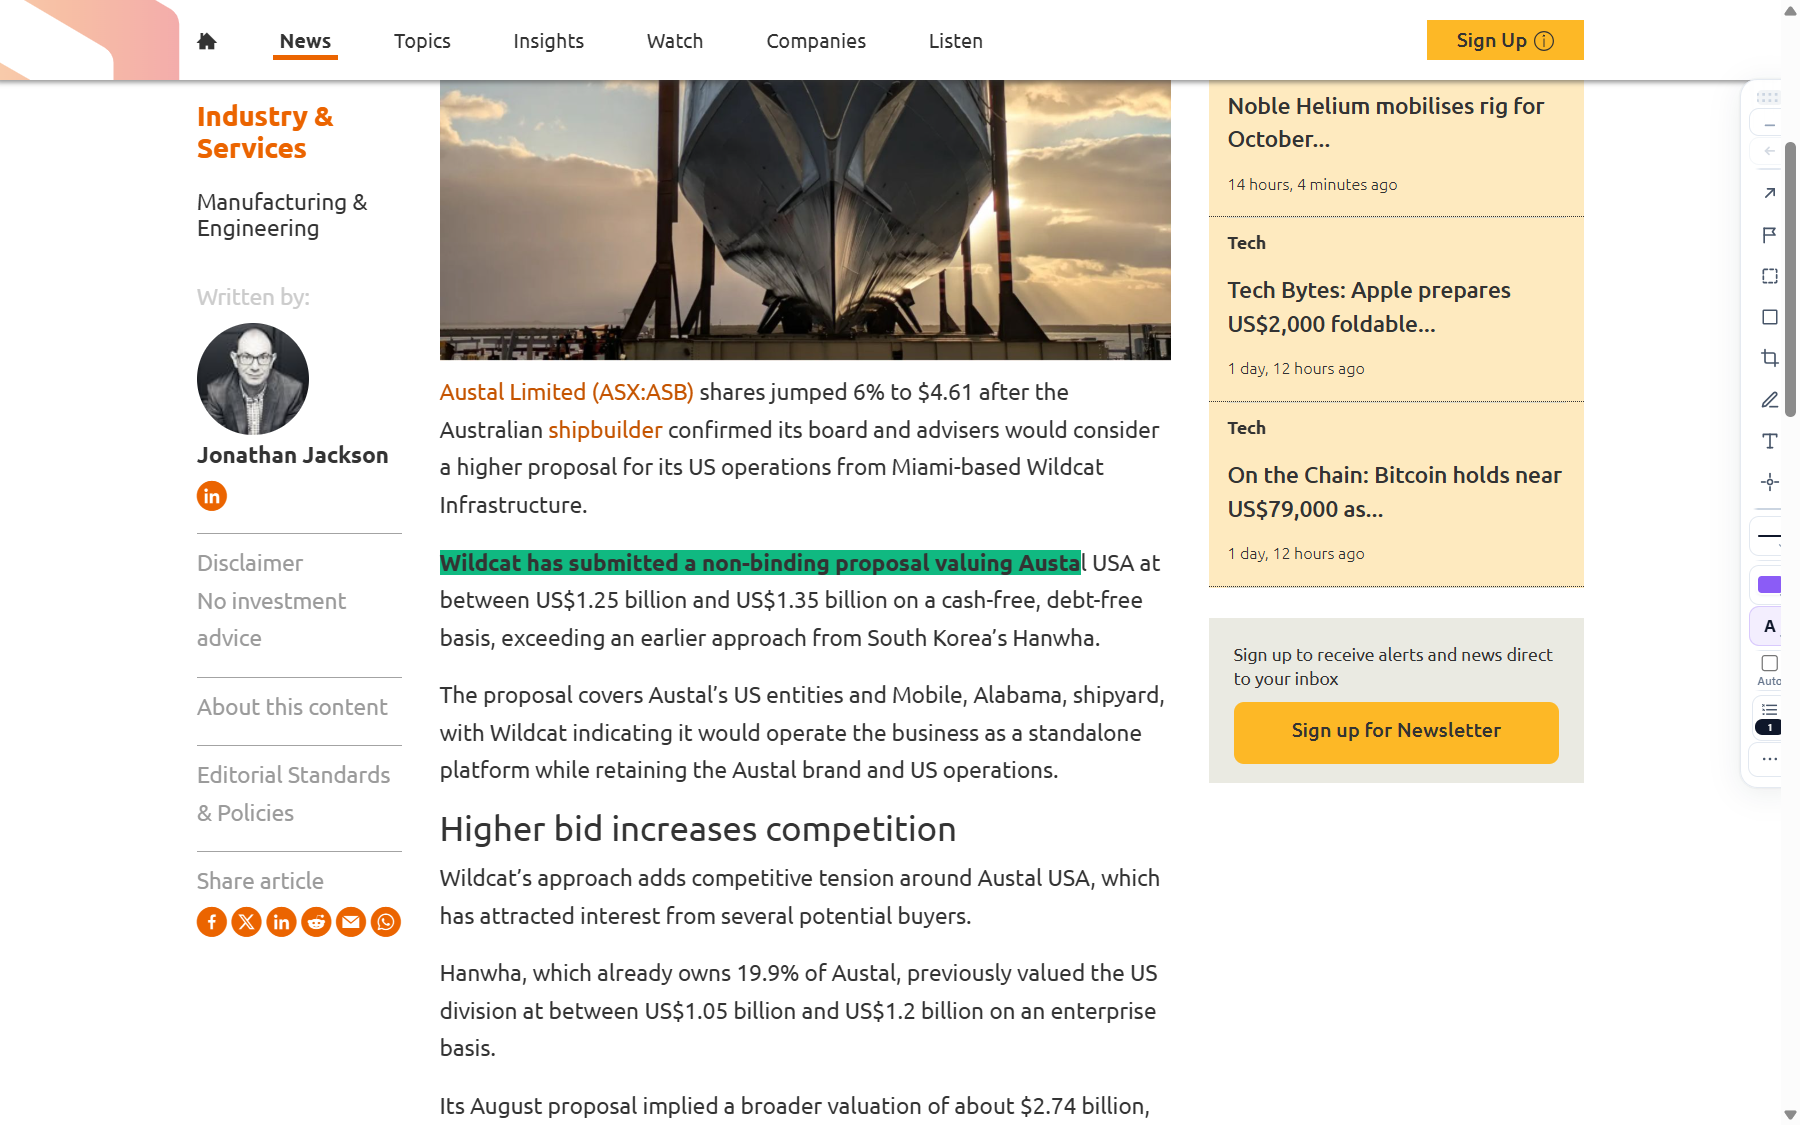 News
Topics
Insights
Watch
Companies
Listen
Sign Up
Industry &
Services
Manufacturing &
Engineering
Written by:
Jonathan Jackson
Disclaimer
No investment
advice
About this content
Editorial Standards
& Policies
Share article
Austal Limited (ASX:ASB) shares jumped 6% to $4.61 after the
Australian shipbuilder confirmed its board and advisers would consider
a higher proposal for its US operations from Miami-based Wildcat
Infrastructure.
Wildcat has submitted a non-binding proposal valuing Austal USA at
between US$1.25 billion and US$1.35 billion on a cash-free, debt-free
basis, exceeding an earlier approach from South Korea’s Hanwha.
The proposal covers Austal’s US entities and Mobile, Alabama, shipyard,
with Wildcat indicating it would operate the business as a standalone
platform while retaining the Austal brand and US operations.
Higher bid increases competition
Wildcat’s approach adds competitive tension around Austal USA, which
has attracted interest from several potential buyers.
Hanwha, which already owns 19.9% of Austal, previously valued the US
division at between US$1.05 billion and US$1.2 billion on an enterprise
basis.
Its August proposal implied a broader valuation of about $2.74 billion,
Noble Helium mobilises rig for
October...
14 hours, 4 minutes ago
Tech
Tech Bytes: Apple prepares
US$2,000 foldable...
1 day, 12 hours ago
Tech
On the Chain: Bitcoin holds near
US$79,000 as...
1 day, 12 hours ago
Sign up to receive alerts and news direct
to your inbox
Sign up for Newsletter
A
Auto
1